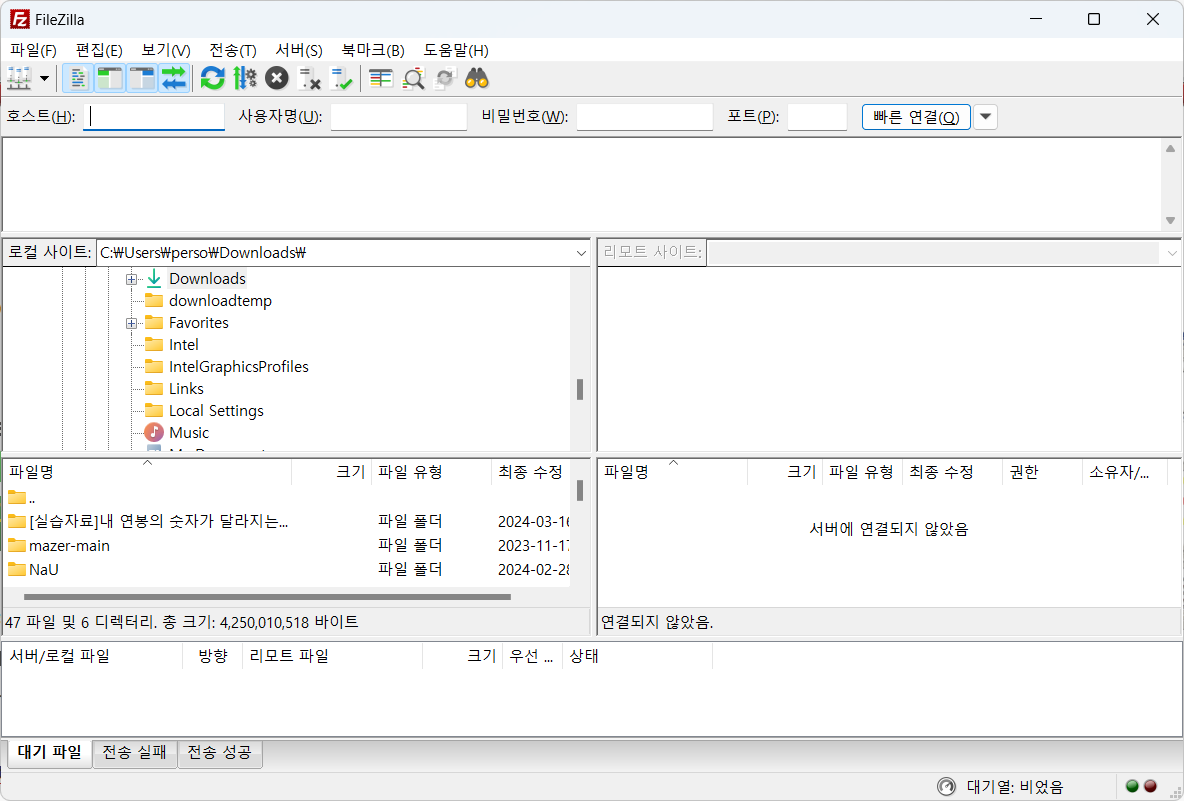 FileZilla
파일(F) 편집(E) 보기(V) 전송(T) 서버(S) 북마크(B) 도움말(H)
호스트(H): 사용자명(U): 비밀번호(W): 포트(P): 빠른 연결(Q)
로컬 사이트: C:₩Users₩perso₩Downloads₩
Downloads
downloadtemp
Favorites
Intel
IntelGraphicsProfiles
Links
Local Settings
Music
파일명 크기 파일 유형 최종 수정
..
[실습자료]내 연봉의 숫자가 달라지는... 파일 폴더 2024-03-16
mazer-main 파일 폴더 2023-11-17
NaU 파일 폴더 2024-02-28
47 파일 및 6 디렉터리. 총 크기: 4,250,010,518 바이트
리모트 사이트:
파일명 크기 파일 유형 최종 수정 권한 소유자/...
서버에 연결되지 않았음
연결되지 않았음.
서버/로컬 파일 방향 리모트 파일 크기 우선 ... 상태
대기 파일 전송 실패 전송 성공
대기열: 비었음